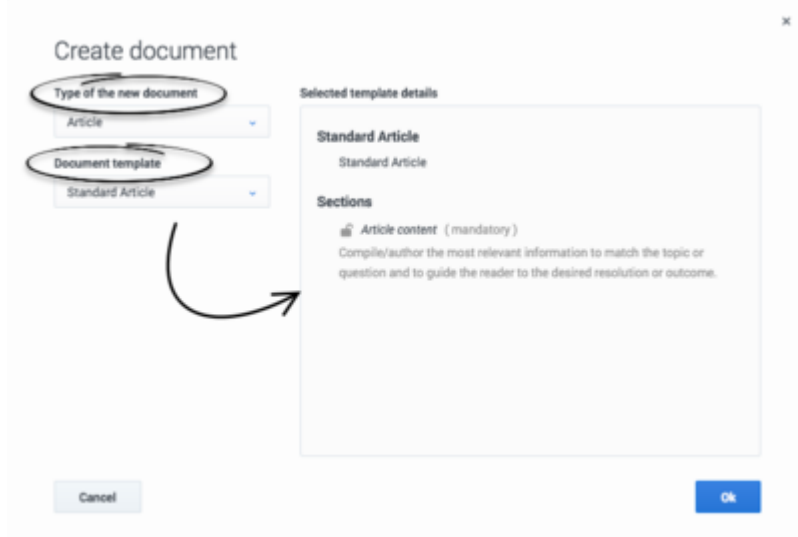 ×
Create document
Type of the new document
Article
Document template
Standard Article
Selected template details
Standard Article
Standard Article
Sections
Article content (mandatory)
Compile/author the most relevant information to match the topic or
question and to guide the reader to the desired resolution or outcome.
Cancel
Ok